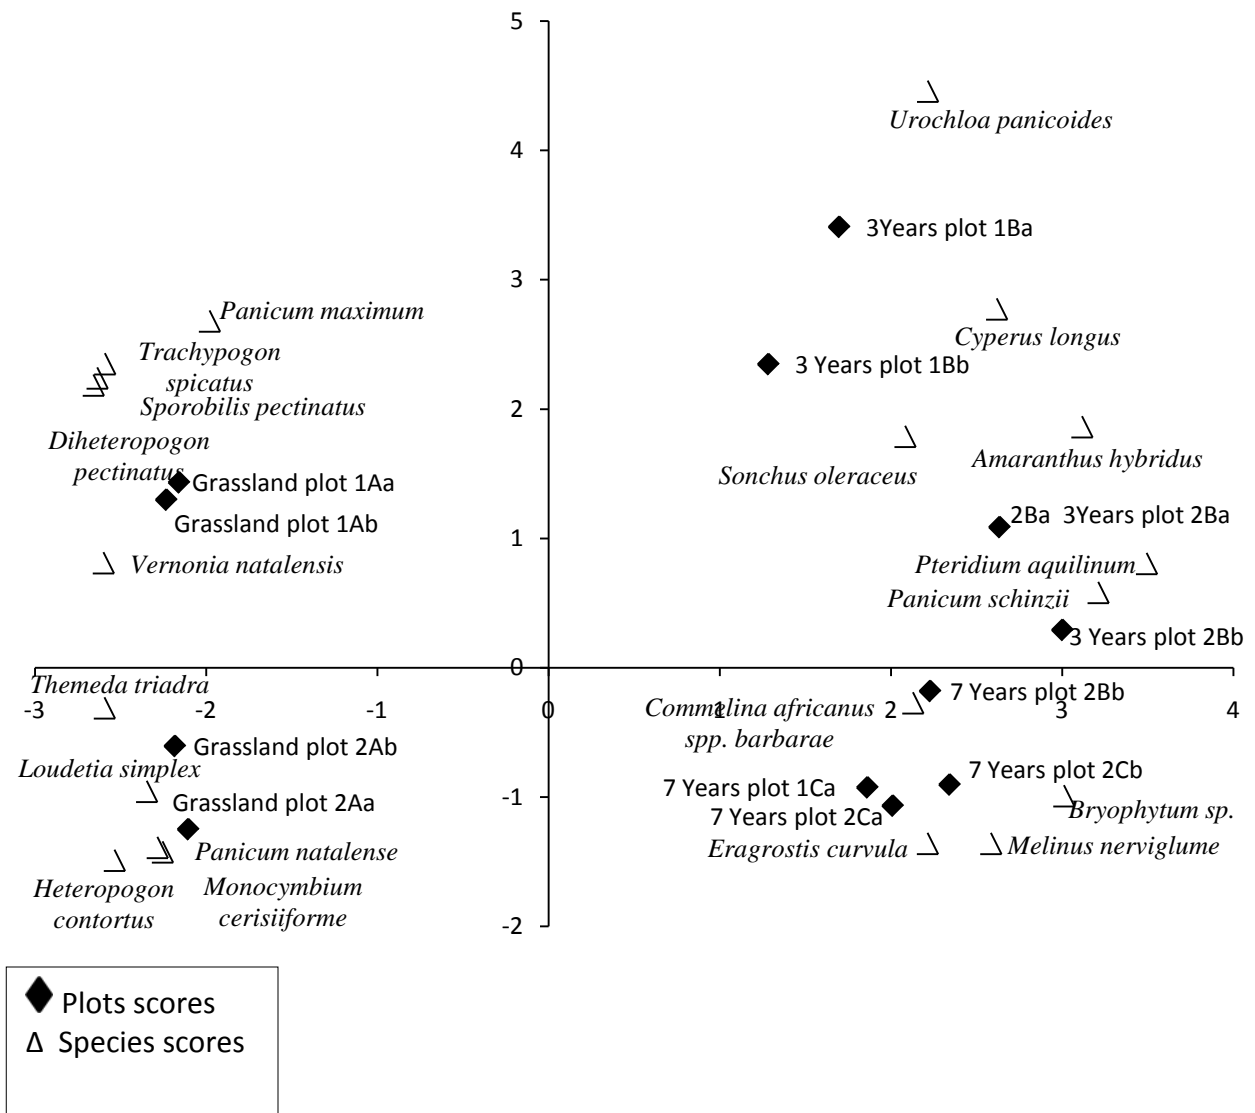 5
Urochloa panicoides
4
3Years plot 1Ba
3
Panicum maximum
Cyperus longus
Trachypogon
spicatus
3 Years plot 1Bb
Sporobilis pectinatus
2
Diheteropogon
pectinatus
Sonchus oleraceus
Amaranthus hybridus
Grassland plot 1Aa
Grassland plot 1Ab
2Ba 3Years plot 2Ba
1
Vernonia natalensis
Pteridium aquilinum
Panicum schinzii
3 Years plot 2Bb
0
Themeda triadra
-3 -2 -1 0 1 2 3 4
7 Years plot 2Bb
Commelina africanus
spp. barbarae
Grassland plot 2Ab
Loudetia simplex
7 Years plot 2Cb
7 Years plot 1Ca
-1
Grassland plot 2Aa
Bryophytum sp.
7 Years plot 2Ca
Eragrostis curvula
Melinus nerviglume
Panicum natalense
Heteropogon
contortus
Monocymbium
cerisiiforme
-2
Plots scores
Δ Species scores